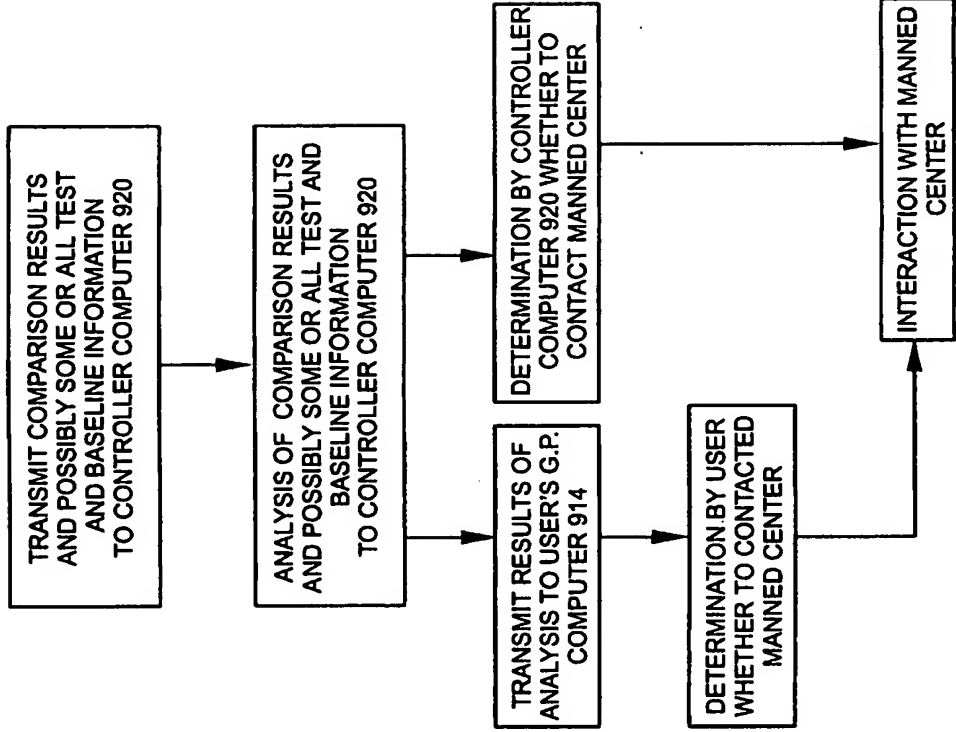 TRANSMIT COMPARISON RESULTS
AND POSSIBLY SOME OR ALL TEST
AND BASELINE INFORMATION
TO CONTROLLER COMPUTER 920
ANALYSIS OF COMPARISON RESULTS
AND POSSIBLY SOME OR ALL TEST AND
BASELINE INFORMATION
TO CONTROLLER COMPUTER 920
TRANSMIT RESULTS OF
ANALYSIS TO USER'S G.P.
COMPUTER 914
DETERMINATION BY CONTROLLER
COMPUTER 920 WHETHER TO
CONTACT MANNED CENTER
DETERMINATION BY USER
WHETHER TO CONTACTED
MANNED CENTER
INTERACTION WITH MANNED
CENTER